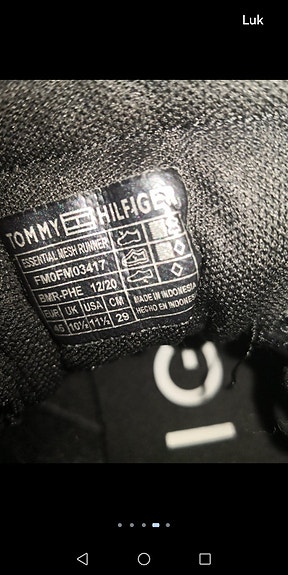 Luk
TOMMY HILFIGER
ESSENTIAL MESH RUNNER
FM0FM03417
BMR-PHE 12/20
EUR UK USA CM
45 10½ 11½ 29
MADE IN INDONESIA
HECHO EN INDONESIA